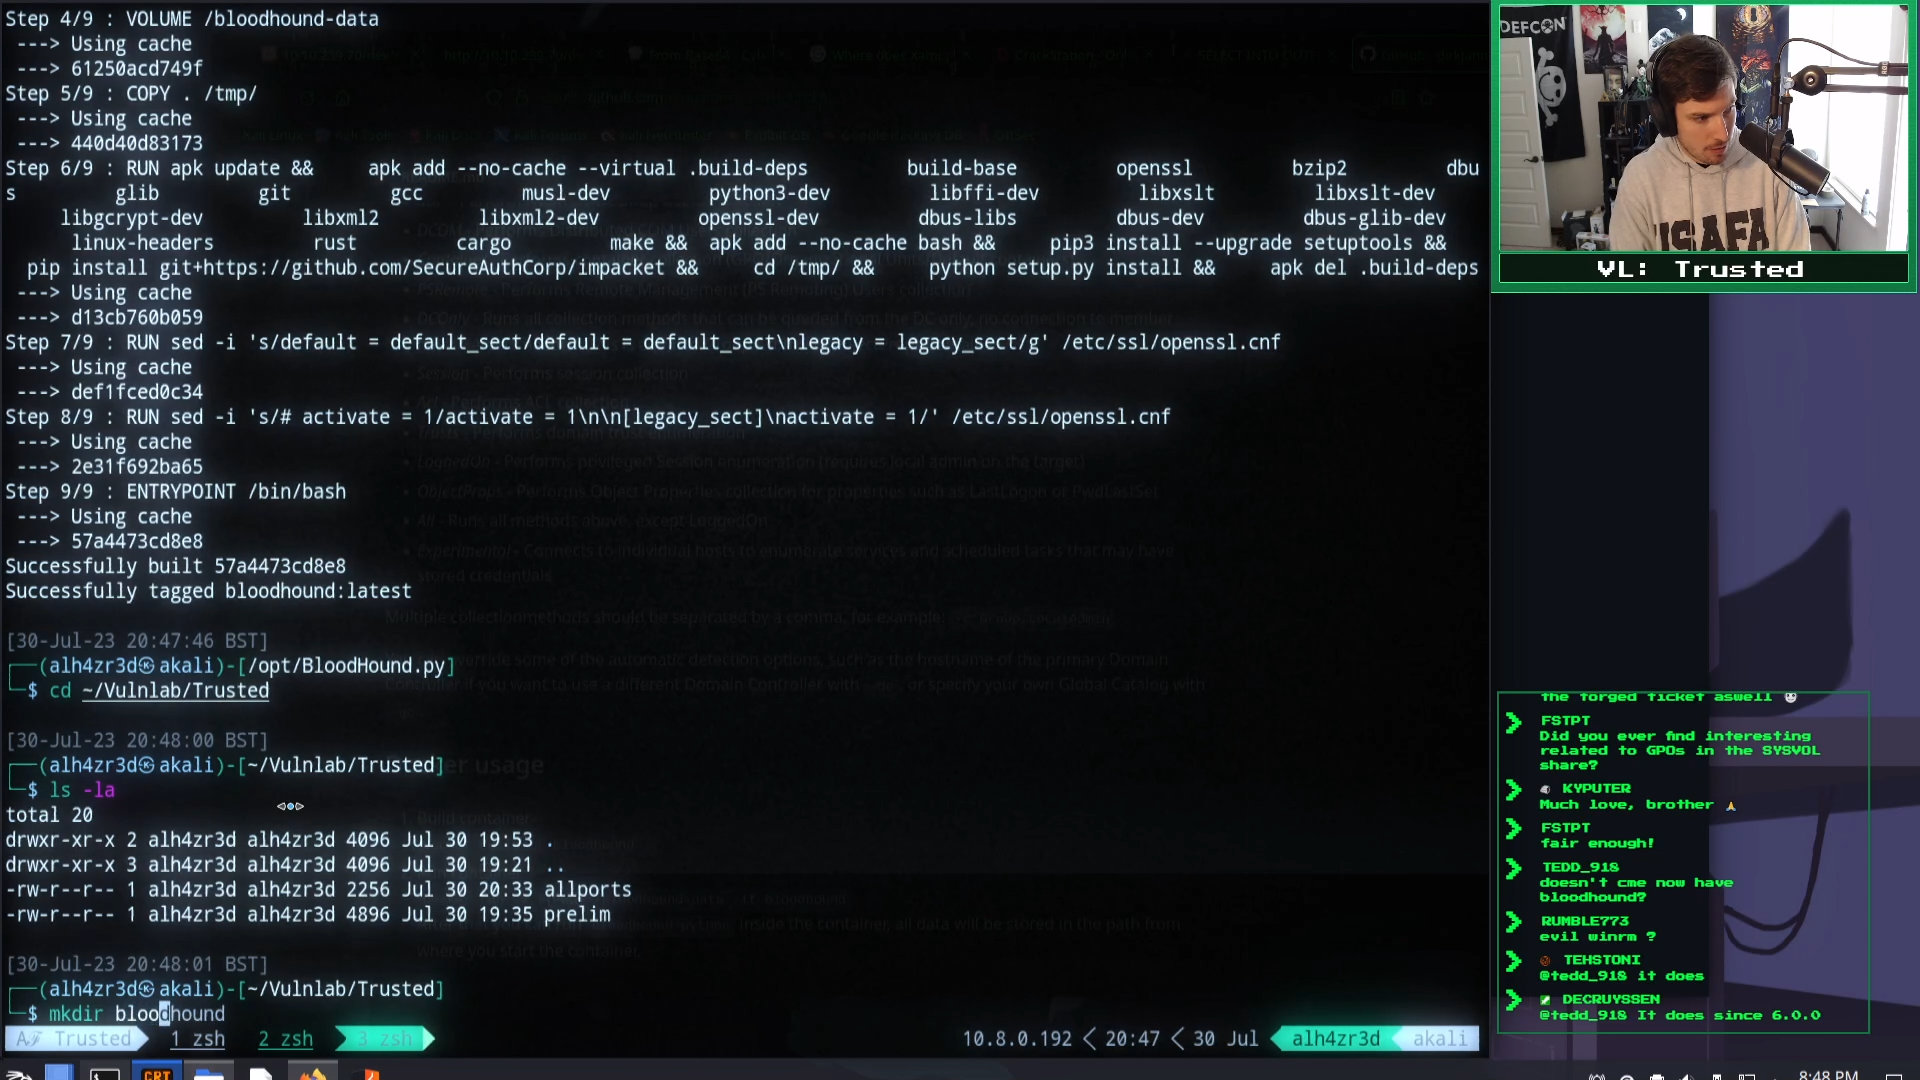 Step 4/9 : VOLUME /bloodhound-data
---> Using cache
---> 61250acd749f
Step 5/9 : COPY . /tmp/
---> Using cache
---> 440d40d83173
Step 6/9 : RUN apk update &&     apk add --no-cache --virtual .build-deps         build-base         openssl         bzip2         dbu
s         glib         git         gcc         musl-dev         python3-dev         libffi-dev         libxslt         libxslt-dev
libgcrypt-dev         libxml2         libxml2-dev         openssl-dev         dbus-libs         dbus-dev         dbus-glib-dev
linux-headers         rust         cargo         make &&  apk add --no-cache bash &&     pip3 install --upgrade setuptools &&
pip install git+https://github.com/SecureAuthCorp/impacket &&     cd /tmp/ &&     python setup.py install &&     apk del .build-deps
---> Using cache
---> d13cb760b059
Step 7/9 : RUN sed -i 's/default = default_sect/default = default_sect\nlegacy = legacy_sect/g' /etc/ssl/openssl.cnf
---> Using cache
---> def1fced0c34
Step 8/9 : RUN sed -i 's/# activate = 1/activate = 1\n\n[legacy_sect]\nactivate = 1/' /etc/ssl/openssl.cnf
---> Using cache
---> 2e31f692ba65
Step 9/9 : ENTRYPOINT /bin/bash
---> Using cache
---> 57a4473cd8e8
Successfully built 57a4473cd8e8
Successfully tagged bloodhound:latest
[30-Jul-23 20:47:46 BST]
(alh4zr3d㉿akali)-[/opt/BloodHound.py]
$ cd ~/Vulnlab/Trusted
[30-Jul-23 20:48:00 BST]
(alh4zr3d㉿akali)-[~/Vulnlab/Trusted]
$ ls -la
total 20
drwxr-xr-x 2 alh4zr3d alh4zr3d 4096 Jul 30 19:53 .
drwxr-xr-x 3 alh4zr3d alh4zr3d 4096 Jul 30 19:21 ..
-rw-r--r-- 1 alh4zr3d alh4zr3d 2256 Jul 30 20:33 allports
-rw-r--r-- 1 alh4zr3d alh4zr3d 4896 Jul 30 19:35 prelim
[30-Jul-23 20:48:01 BST]
(alh4zr3d㉿akali)-[~/Vulnlab/Trusted]
$ mkdir bloodhound
Trusted 1 zsh 2 zsh 3 zsh 10.8.0.192 20:47 30 Jul alh4zr3d akali
8:48 PM
DEFCON
USAFA
VL: Trusted
the forged ticket aswell
FSTPT
Did you ever find interesting
related to GPOs in the SYSVOL
share?
KYPUTER
Much love, brother 🙏
FSTPT
fair enough!
TEDD_918
doesn't cme now have
bloodhound?
RUMBLE773
evil winrm ?
TEHSTONI
@tedd_918 it does
DECRUYSSEN
@tedd_918 It does since 6.0.0